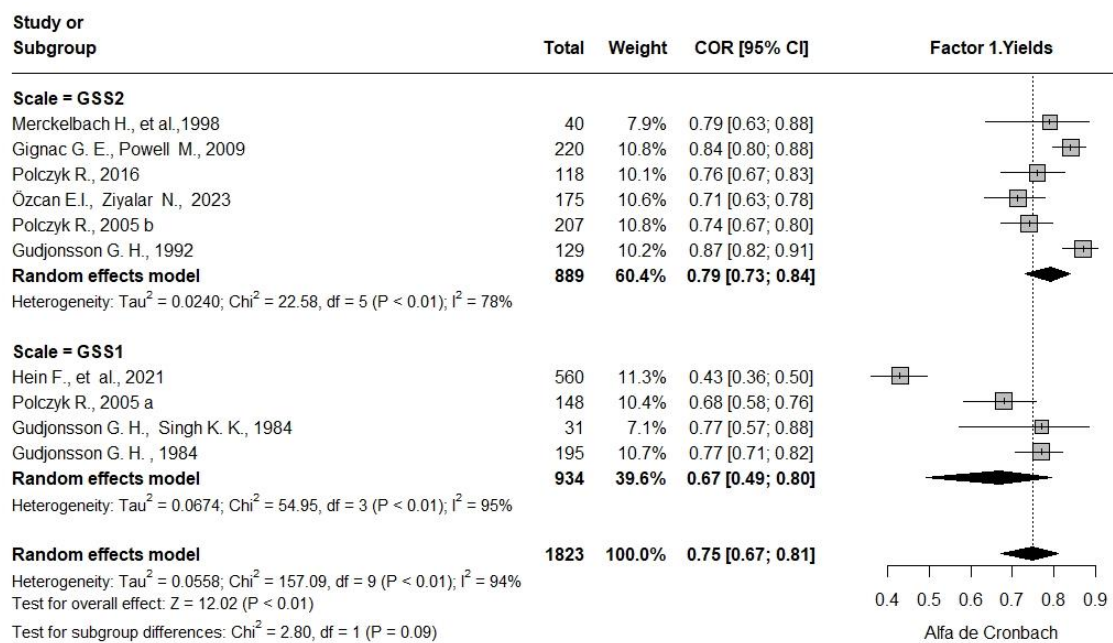 Study or
Subgroup Total Weight COR [95% CI] Factor 1.Yields
Scale = GSS2
Merckelbach H., et al.,1998 40 7.9% 0.79 [0.63; 0.88]
Gignac G. E., Powell M., 2009 220 10.8% 0.84 [0.80; 0.88]
Polczyk R., 2016 118 10.1% 0.76 [0.67; 0.83]
Özcan E.I., Ziyalar N., 2023 175 10.6% 0.71 [0.63; 0.78]
Polczyk R., 2005 b 207 10.8% 0.74 [0.67; 0.80]
Gudjonsson G. H., 1992 129 10.2% 0.87 [0.82; 0.91]
Random effects model 889 60.4% 0.79 [0.73; 0.84]
Heterogeneity: Tau² = 0.0240; Chi² = 22.58, df = 5 (P < 0.01); I² = 78%
Scale = GSS1
Hein F., et al., 2021 560 11.3% 0.43 [0.36; 0.50]
Polczyk R., 2005 a 148 10.4% 0.68 [0.58; 0.76]
Gudjonsson G. H., Singh K. K., 1984 31 7.1% 0.77 [0.57; 0.88]
Gudjonsson G. H. , 1984 195 10.7% 0.77 [0.71; 0.82]
Random effects model 934 39.6% 0.67 [0.49; 0.80]
Heterogeneity: Tau² = 0.0674; Chi² = 54.95, df = 3 (P < 0.01); I² = 95%
Random effects model 1823 100.0% 0.75 [0.67; 0.81]
Heterogeneity: Tau² = 0.0558; Chi² = 157.09, df = 9 (P < 0.01); I² = 94%
Test for overall effect: Z = 12.02 (P < 0.01)
0.4 0.5 0.6 0.7 0.8 0.9
Test for subgroup differences: Chi² = 2.80, df = 1 (P = 0.09)
Alfa de Cronbach